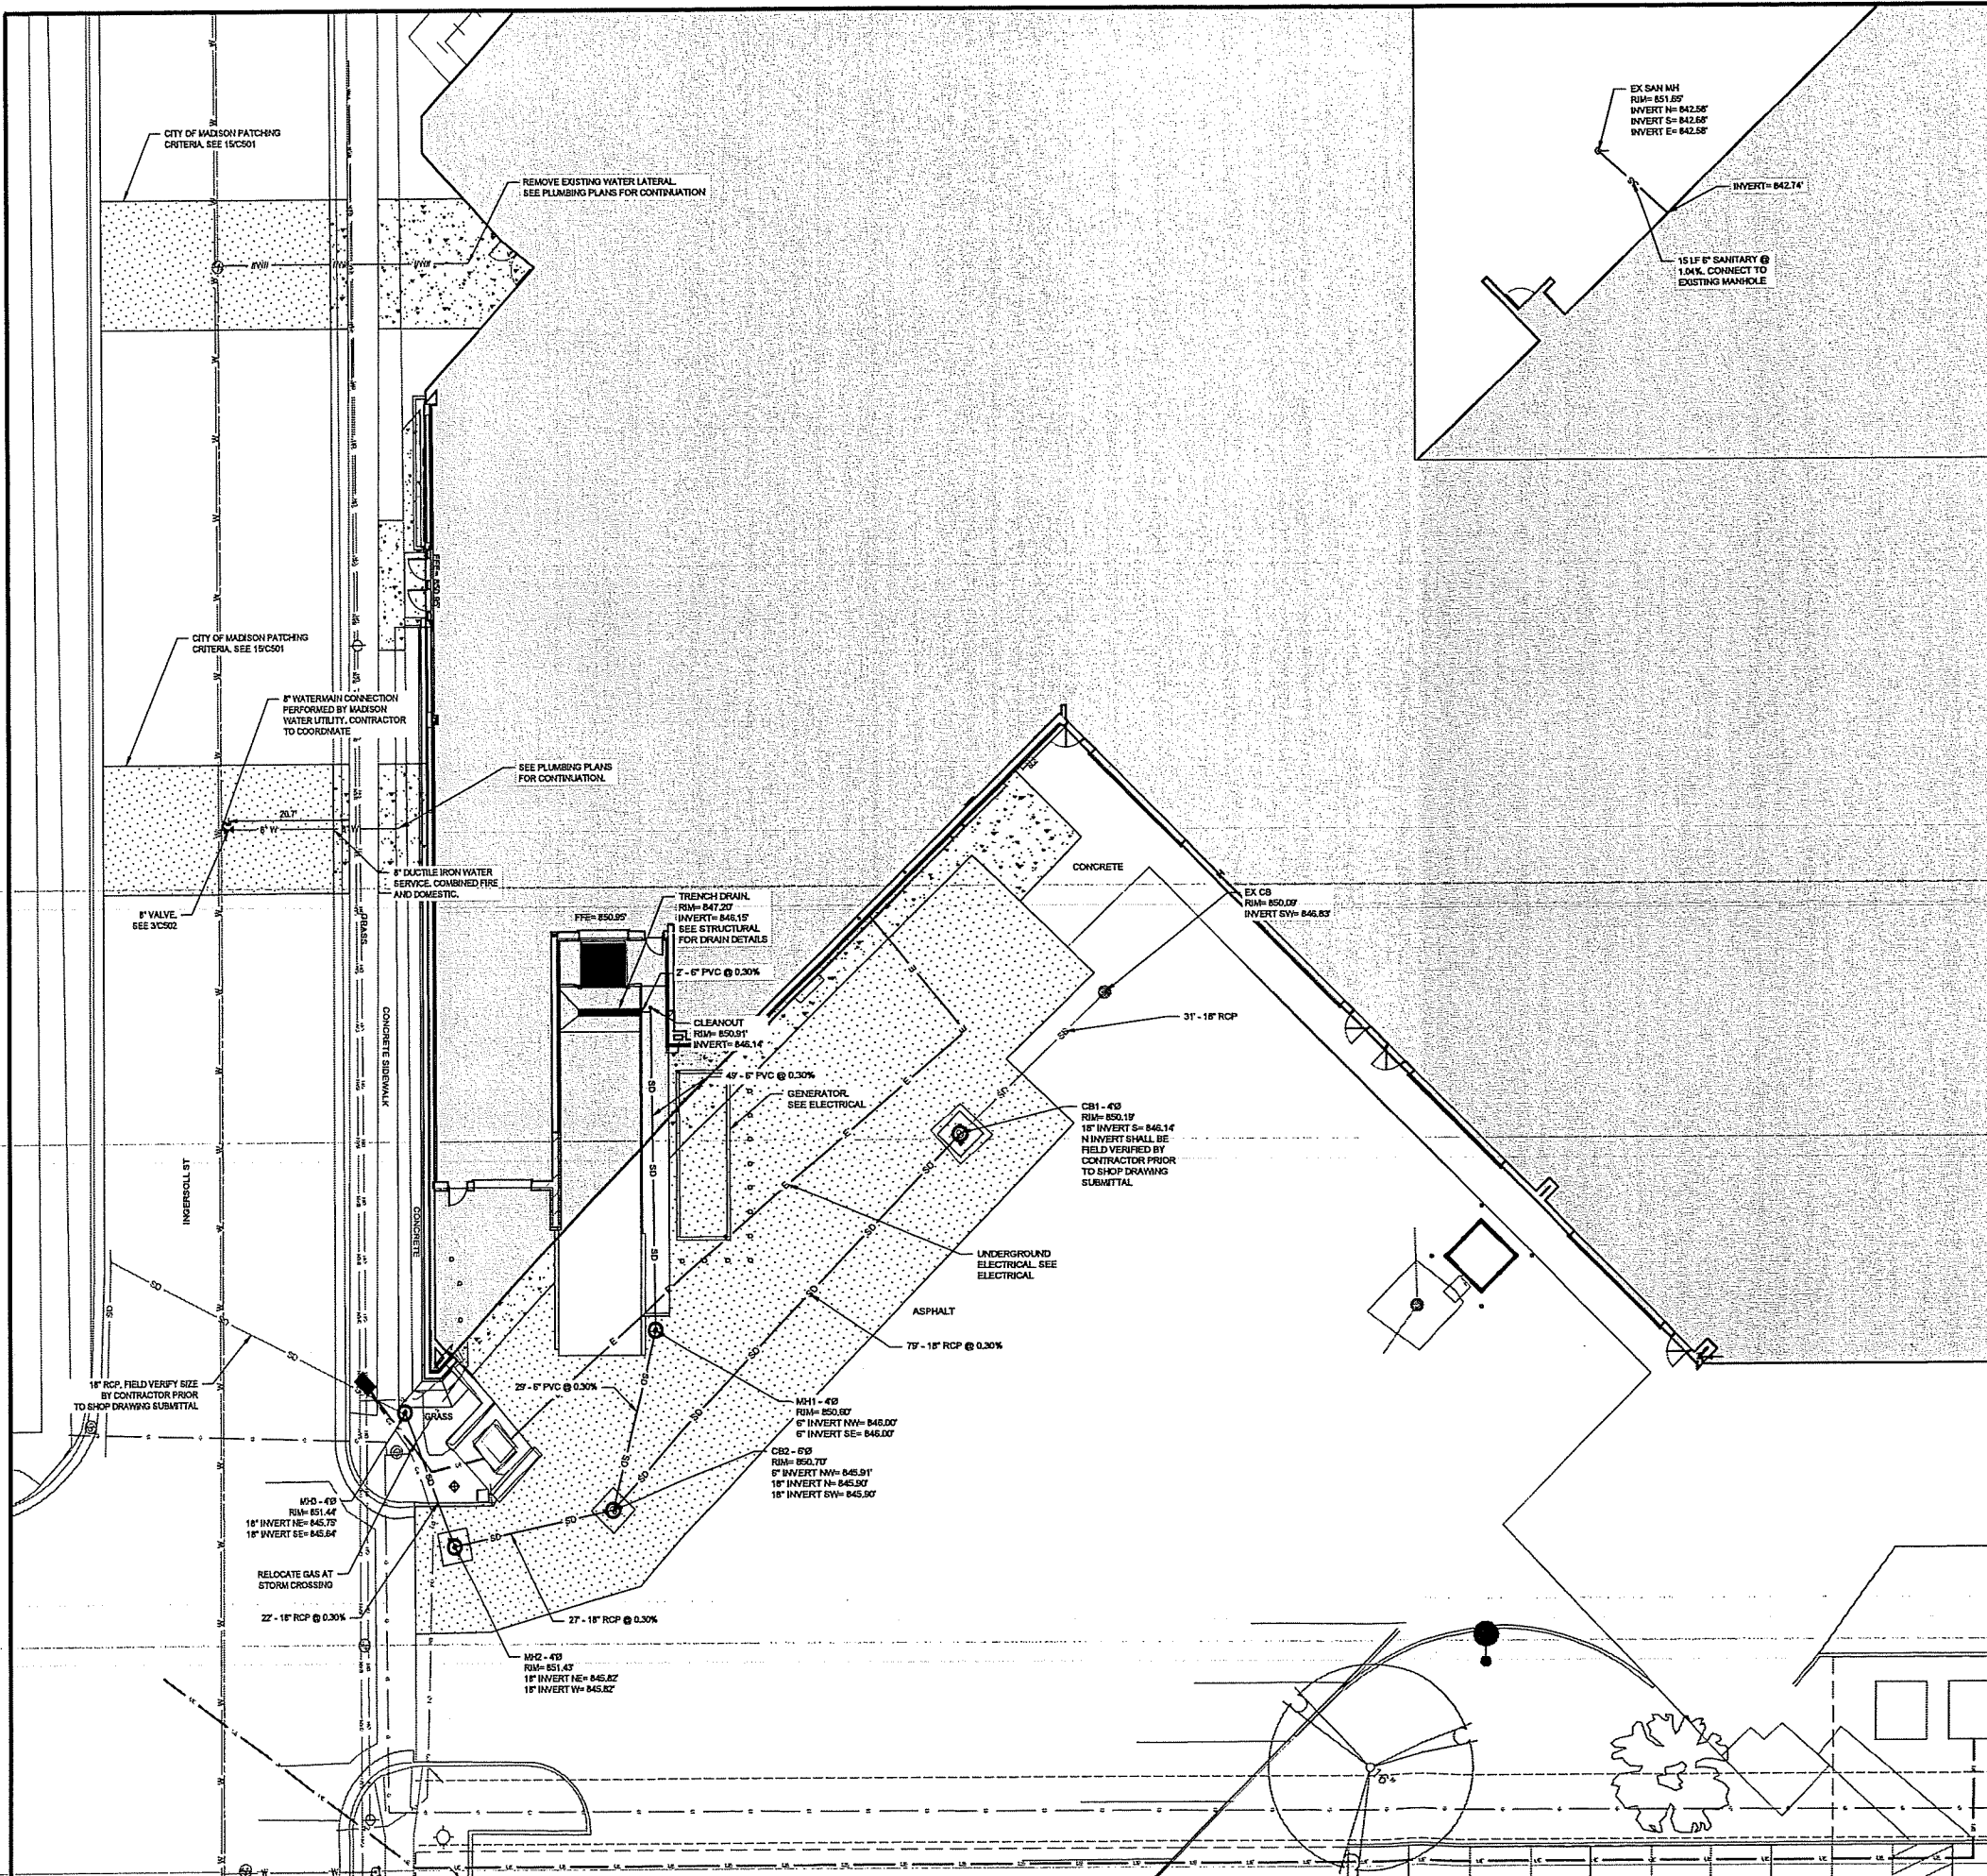 CITY OF MADISON PATCHING
CRITERIA. SEE 15/C501
EX SAN MH
RIM= 851.65'
INVERT N= 842.58'
INVERT S= 842.68'
INVERT E= 842.58'
REMOVE EXISTING WATER LATERAL.
SEE PLUMBING PLANS FOR CONTINUATION
INVERT= 842.74'
15 LF 6" SANITARY @
1.04%. CONNECT TO
EXISTING MANHOLE
CITY OF MADISON PATCHING
CRITERIA. SEE 15/C501
8" WATERMAIN CONNECTION
PERFORMED BY MADISON
WATER UTILITY. CONTRACTOR
TO COORDINATE
SEE PLUMBING PLANS
FOR CONTINUATION.
20.7'
8" W
8" DUCTILE IRON WATER
SERVICE. COMBINED FIRE
AND DOMESTIC.
8" VALVE.
SEE 3/C502
GRASS
CONCRETE SIDEWALK
CONCRETE
INGERSOLL ST
FFE= 850.95'
TRENCH DRAIN.
RIM= 847.20'
INVERT= 846.15'
SEE STRUCTURAL
FOR DRAIN DETAILS
2' - 6" PVC @ 0.30%
CLEANOUT
RIM= 850.91'
INVERT= 846.14'
49' - 6" PVC @ 0.30%
GENERATOR.
SEE ELECTRICAL
CONCRETE
EX CB
RIM= 850.09'
INVERT SW= 846.83'
31' - 18" RCP
CB1 - 4'Ø
RIM= 850.19'
18" INVERT S= 846.14'
N INVERT SHALL BE
FIELD VERIFIED BY
CONTRACTOR PRIOR
TO SHOP DRAWING
SUBMITTAL
UNDERGROUND
ELECTRICAL. SEE
ELECTRICAL
ASPHALT
79' - 18" RCP @ 0.30%
29' - 6" PVC @ 0.30%
MH1 - 4'Ø
RIM= 850.60'
6" INVERT NW= 846.00'
6" INVERT SE= 846.00'
CB2 - 6'Ø
RIM= 850.70'
6" INVERT NW= 845.91'
18" INVERT N= 845.90'
18" INVERT SW= 845.90'
18" RCP, FIELD VERIFY SIZE
BY CONTRACTOR PRIOR
TO SHOP DRAWING SUBMITTAL
GRASS
MH3 - 4'Ø
RIM= 851.44'
18" INVERT NE= 845.75'
18" INVERT SE= 845.64'
RELOCATE GAS AT
STORM CROSSING
22' - 18" RCP @ 0.30%
27' - 18" RCP @ 0.30%
MH2 - 4'Ø
RIM= 851.43'
18" INVERT NE= 845.82'
18" INVERT W= 845.82'